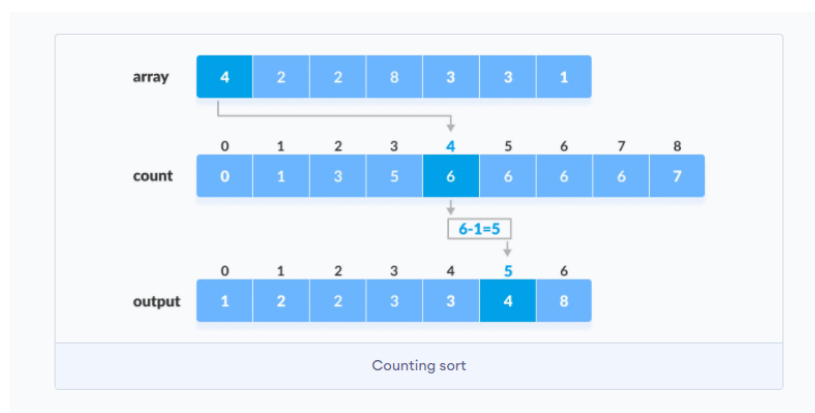 array 4 2 2 8 3 3 1
0 1 2 3 4 5 6 7 8
count 0 1 3 5 6 6 6 6 7
6-1=5
0 1 2 3 4 5 6
output 1 2 2 3 3 4 8
Counting sort